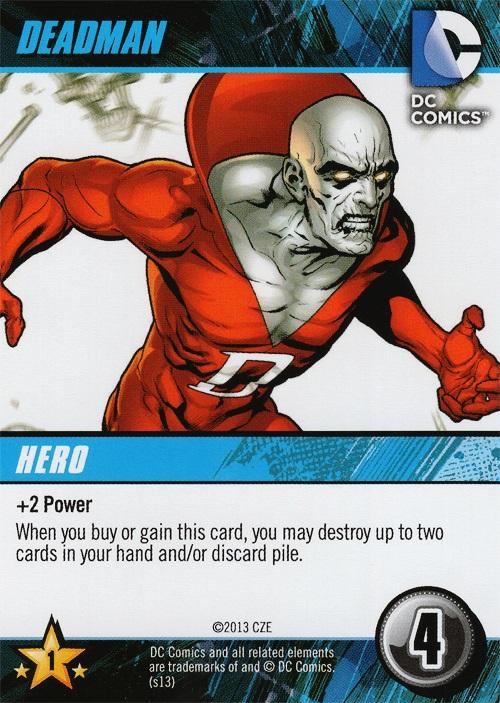 DEADMAN
DC
COMICS™
D
HERO
+2 Power
When you buy or gain this card, you may destroy up to two
cards in your hand and/or discard pile.
©2013 CZE
1
DC Comics and all related elements
are trademarks of and © DC Comics.
(s13)
4